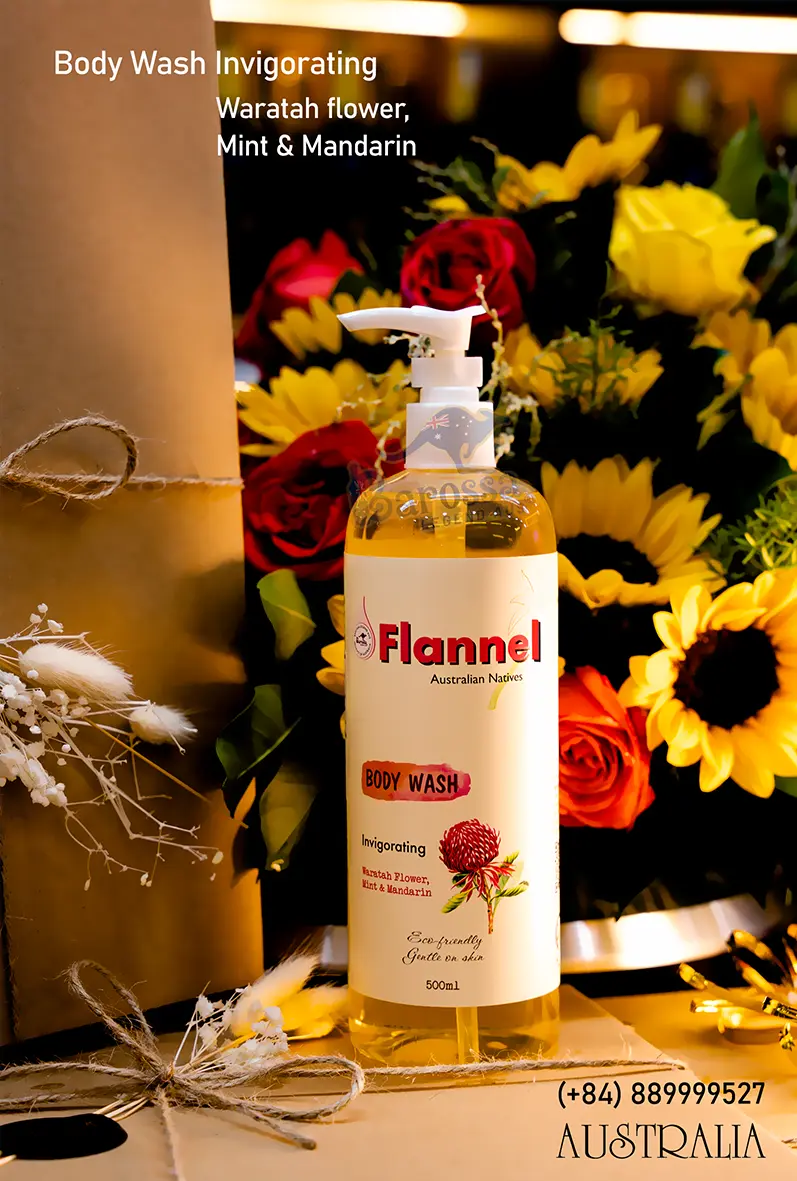 Body Wash Invigorating
Waratah flower,
Mint & Mandarin
Flannel
Australian Natives
BODY WASH
Invigorating
Waratah Flower,
Mint & Mandarin
Eco-friendly
Gentle on skin
500ml
(+84) 889999527
AUSTRALIA